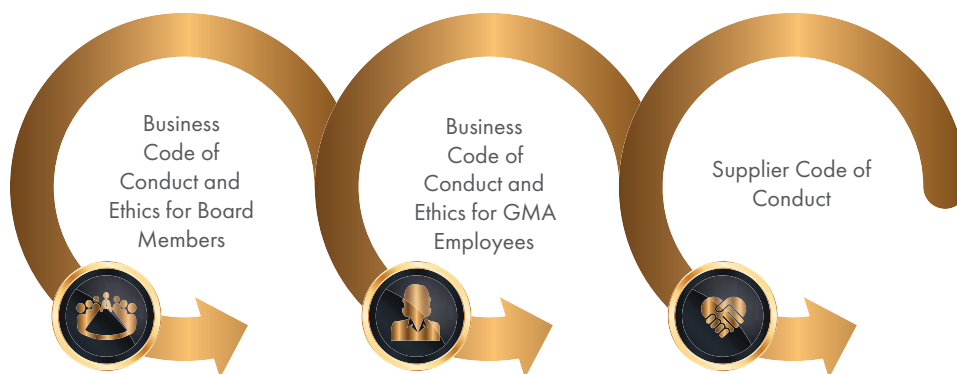 Business
Code of
Conduct and
Ethics for Board
Members
Business
Code of
Conduct and
Ethics for GMA
Employees
Supplier Code of
Conduct